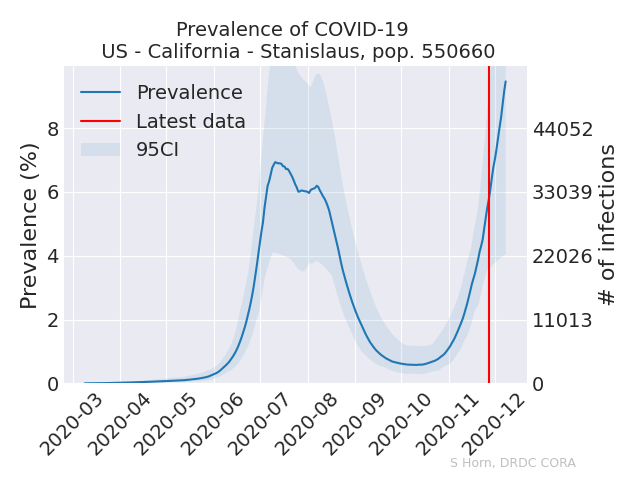 Prevalence of COVID-19
US - California - Stanislaus, pop. 550660
Prevalence
Latest data
95CI
Prevalence (%)
8
6
4
2
0
44052
33039
22026
11013
0
# of infections
2020-03
2020-04
2020-05
2020-06
2020-07
2020-08
2020-09
2020-10
2020-11
2020-12
S Horn, DRDC CORA